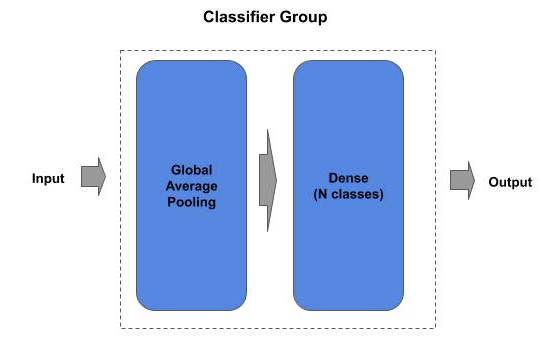 Classifier Group
Input
Global
Average
Pooling
Dense
(N classes)
Output